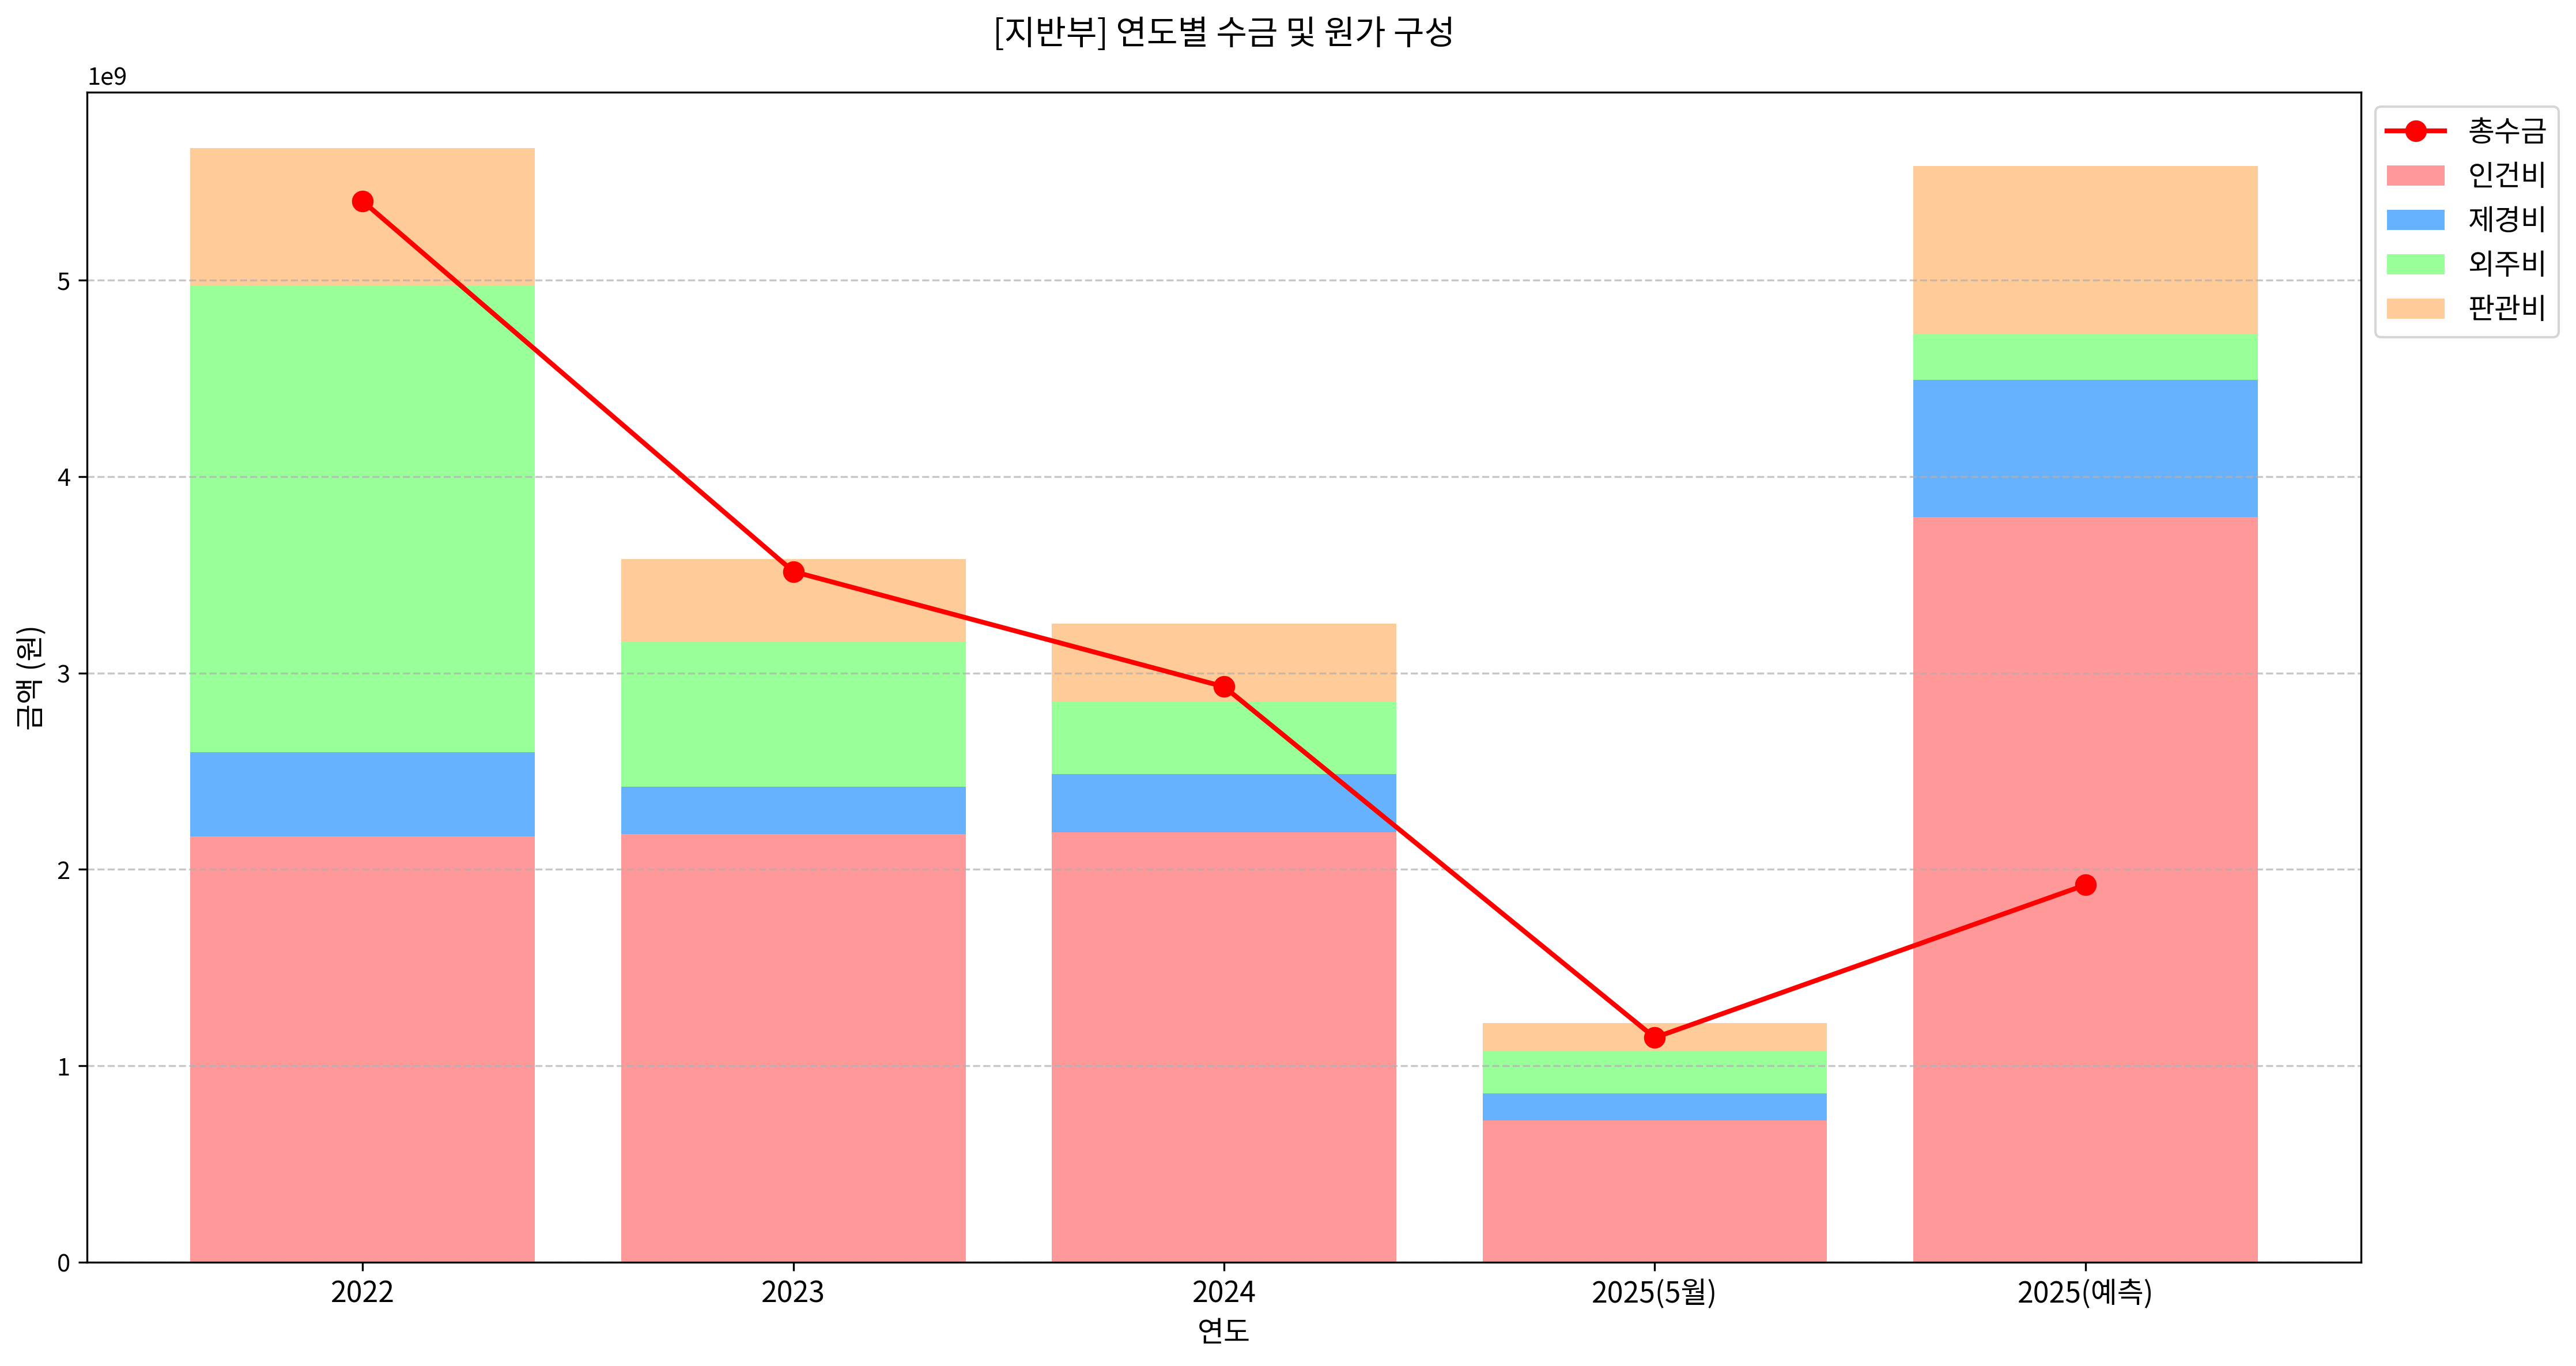 [지반부] 연도별 수금 및 원가 구성
1e9
총수금
인건비
제경비
외주비
판관비
금액 (원)
5
4
3
2
1
0
2022
2023
2024
2025(5월)
2025(예측)
연도